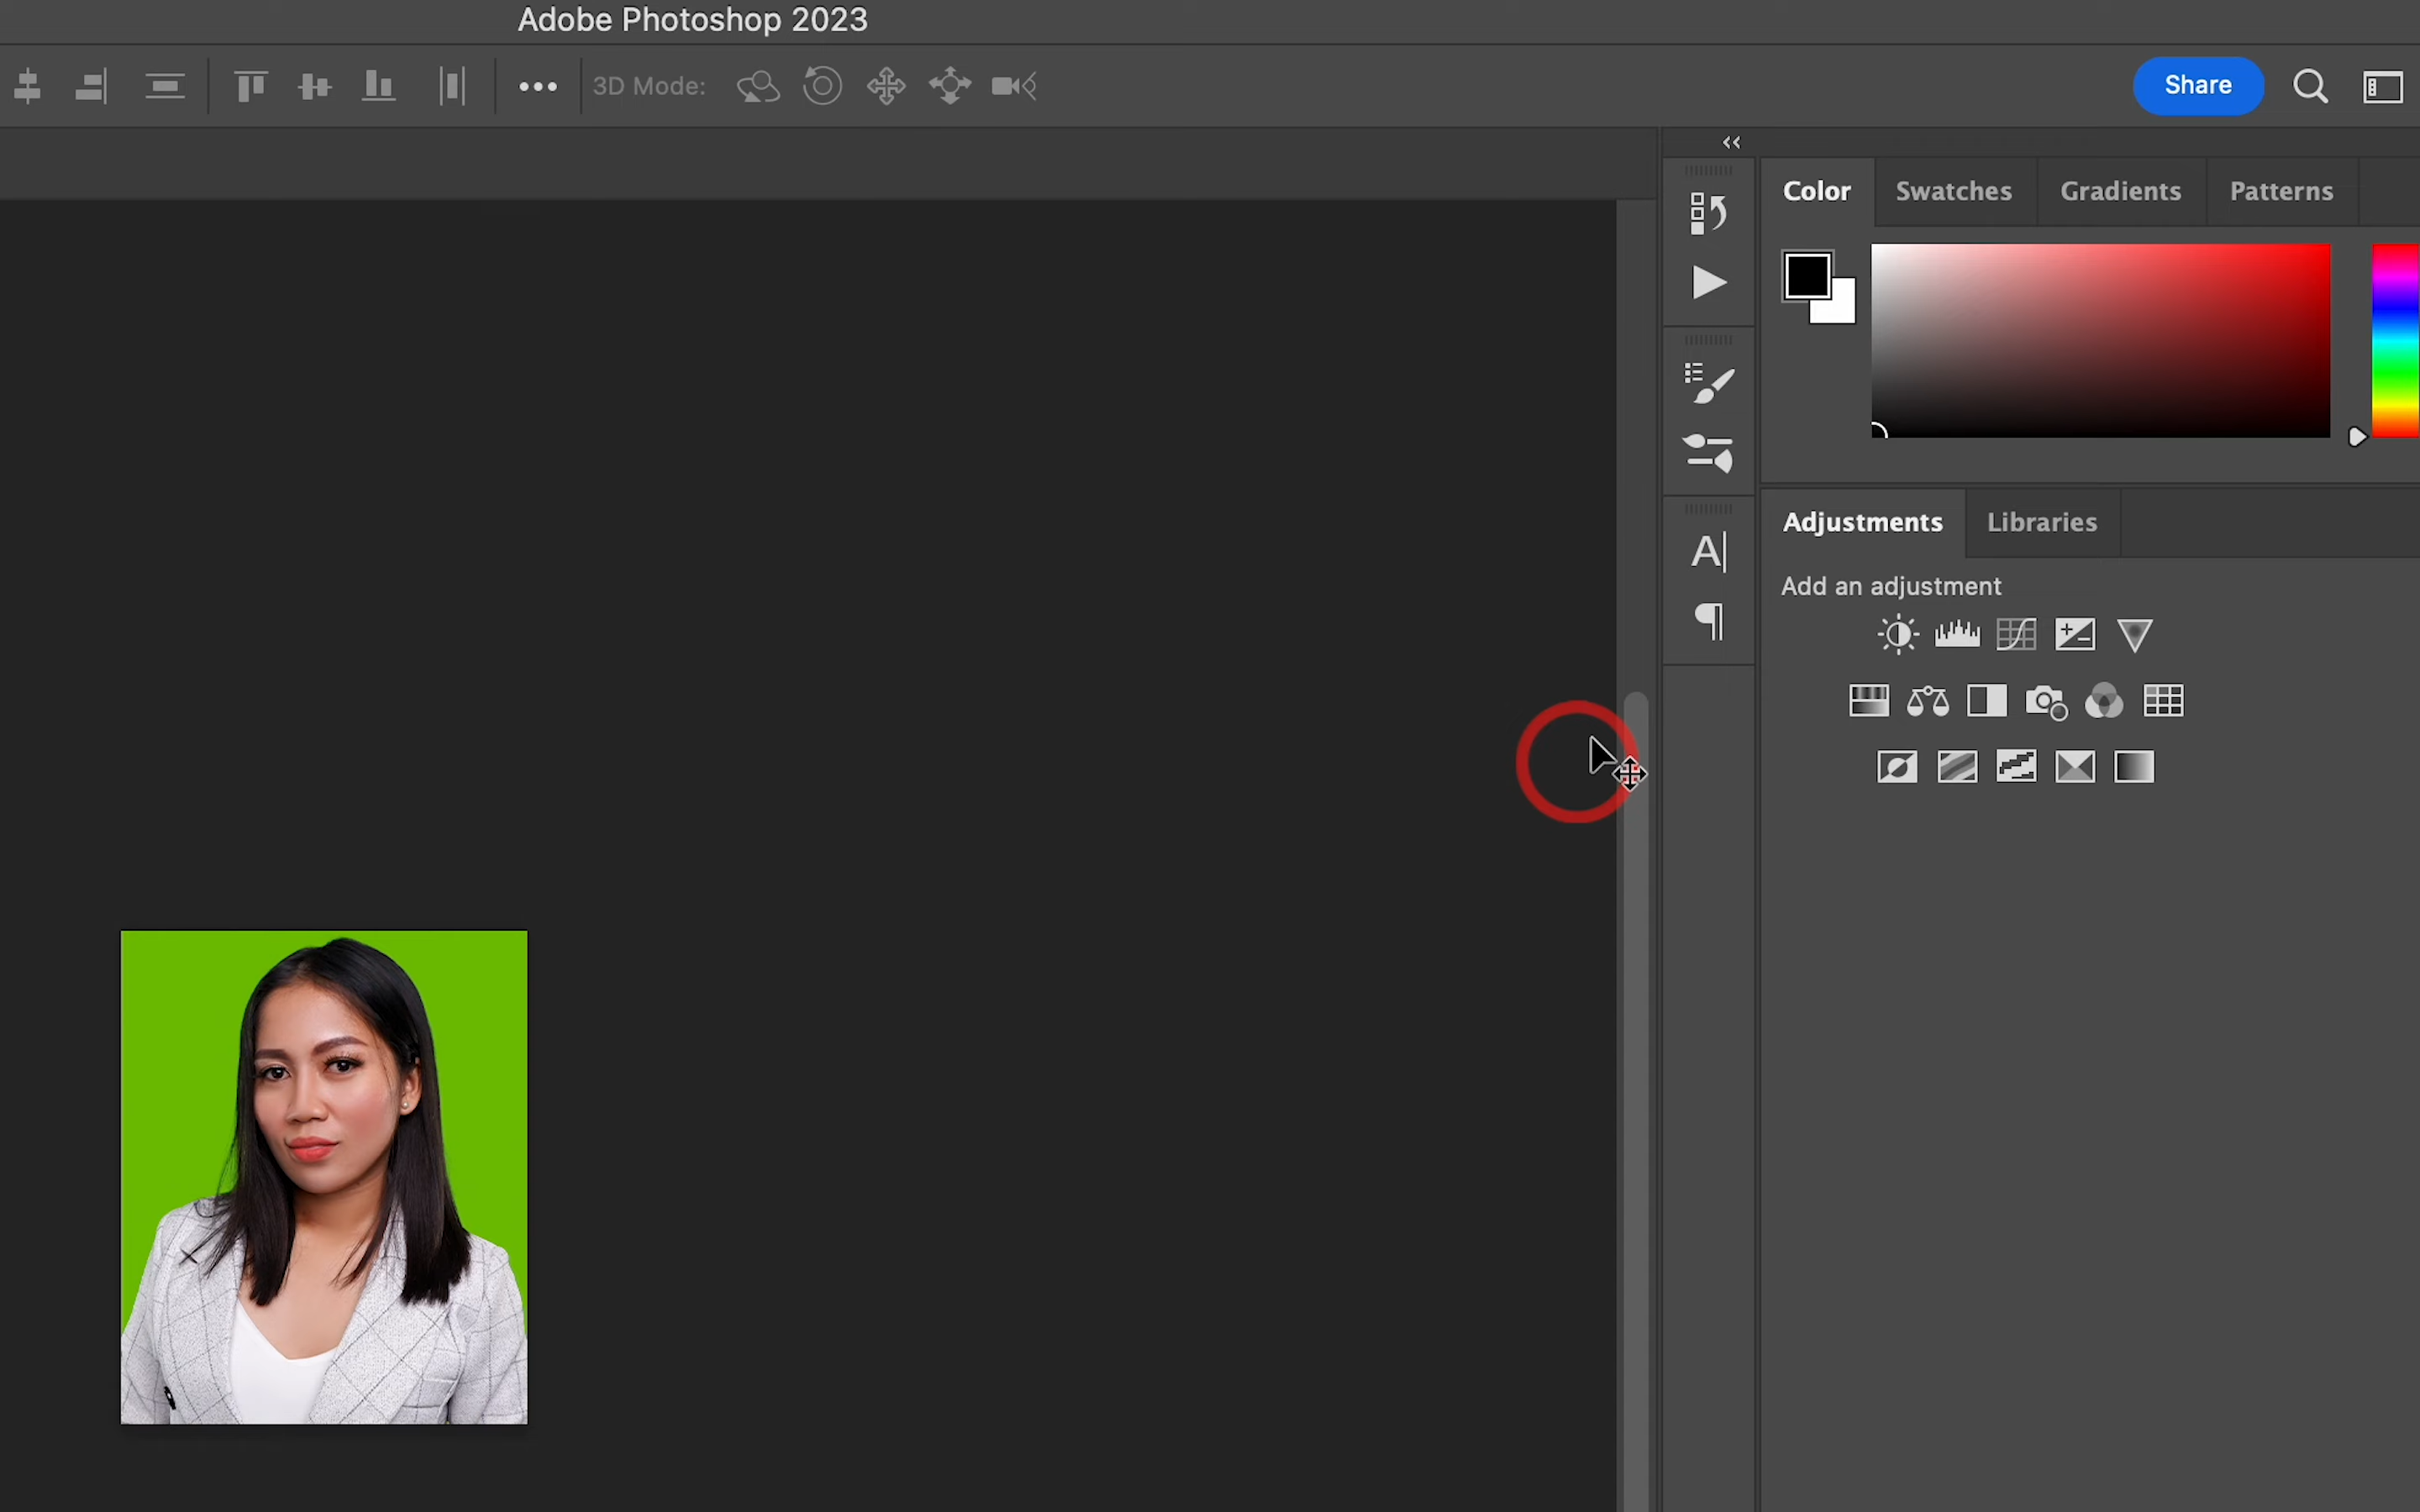 Adobe Photoshop 2023
3D Mode:
Share
Color
Swatches
Gradients
Patterns
Adjustments
Libraries
Add an adjustment